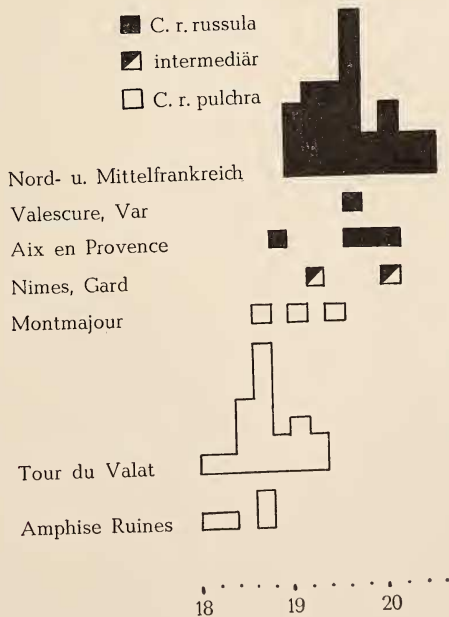 C. r. russula
intermediär
C. r. pulchra
Nord- u. Mittelfrankreich
Valescure, Var
Aix en Provence
Nimes, Gard
Montmajour
Tour du Valat
Amphise Ruines
18 19 20